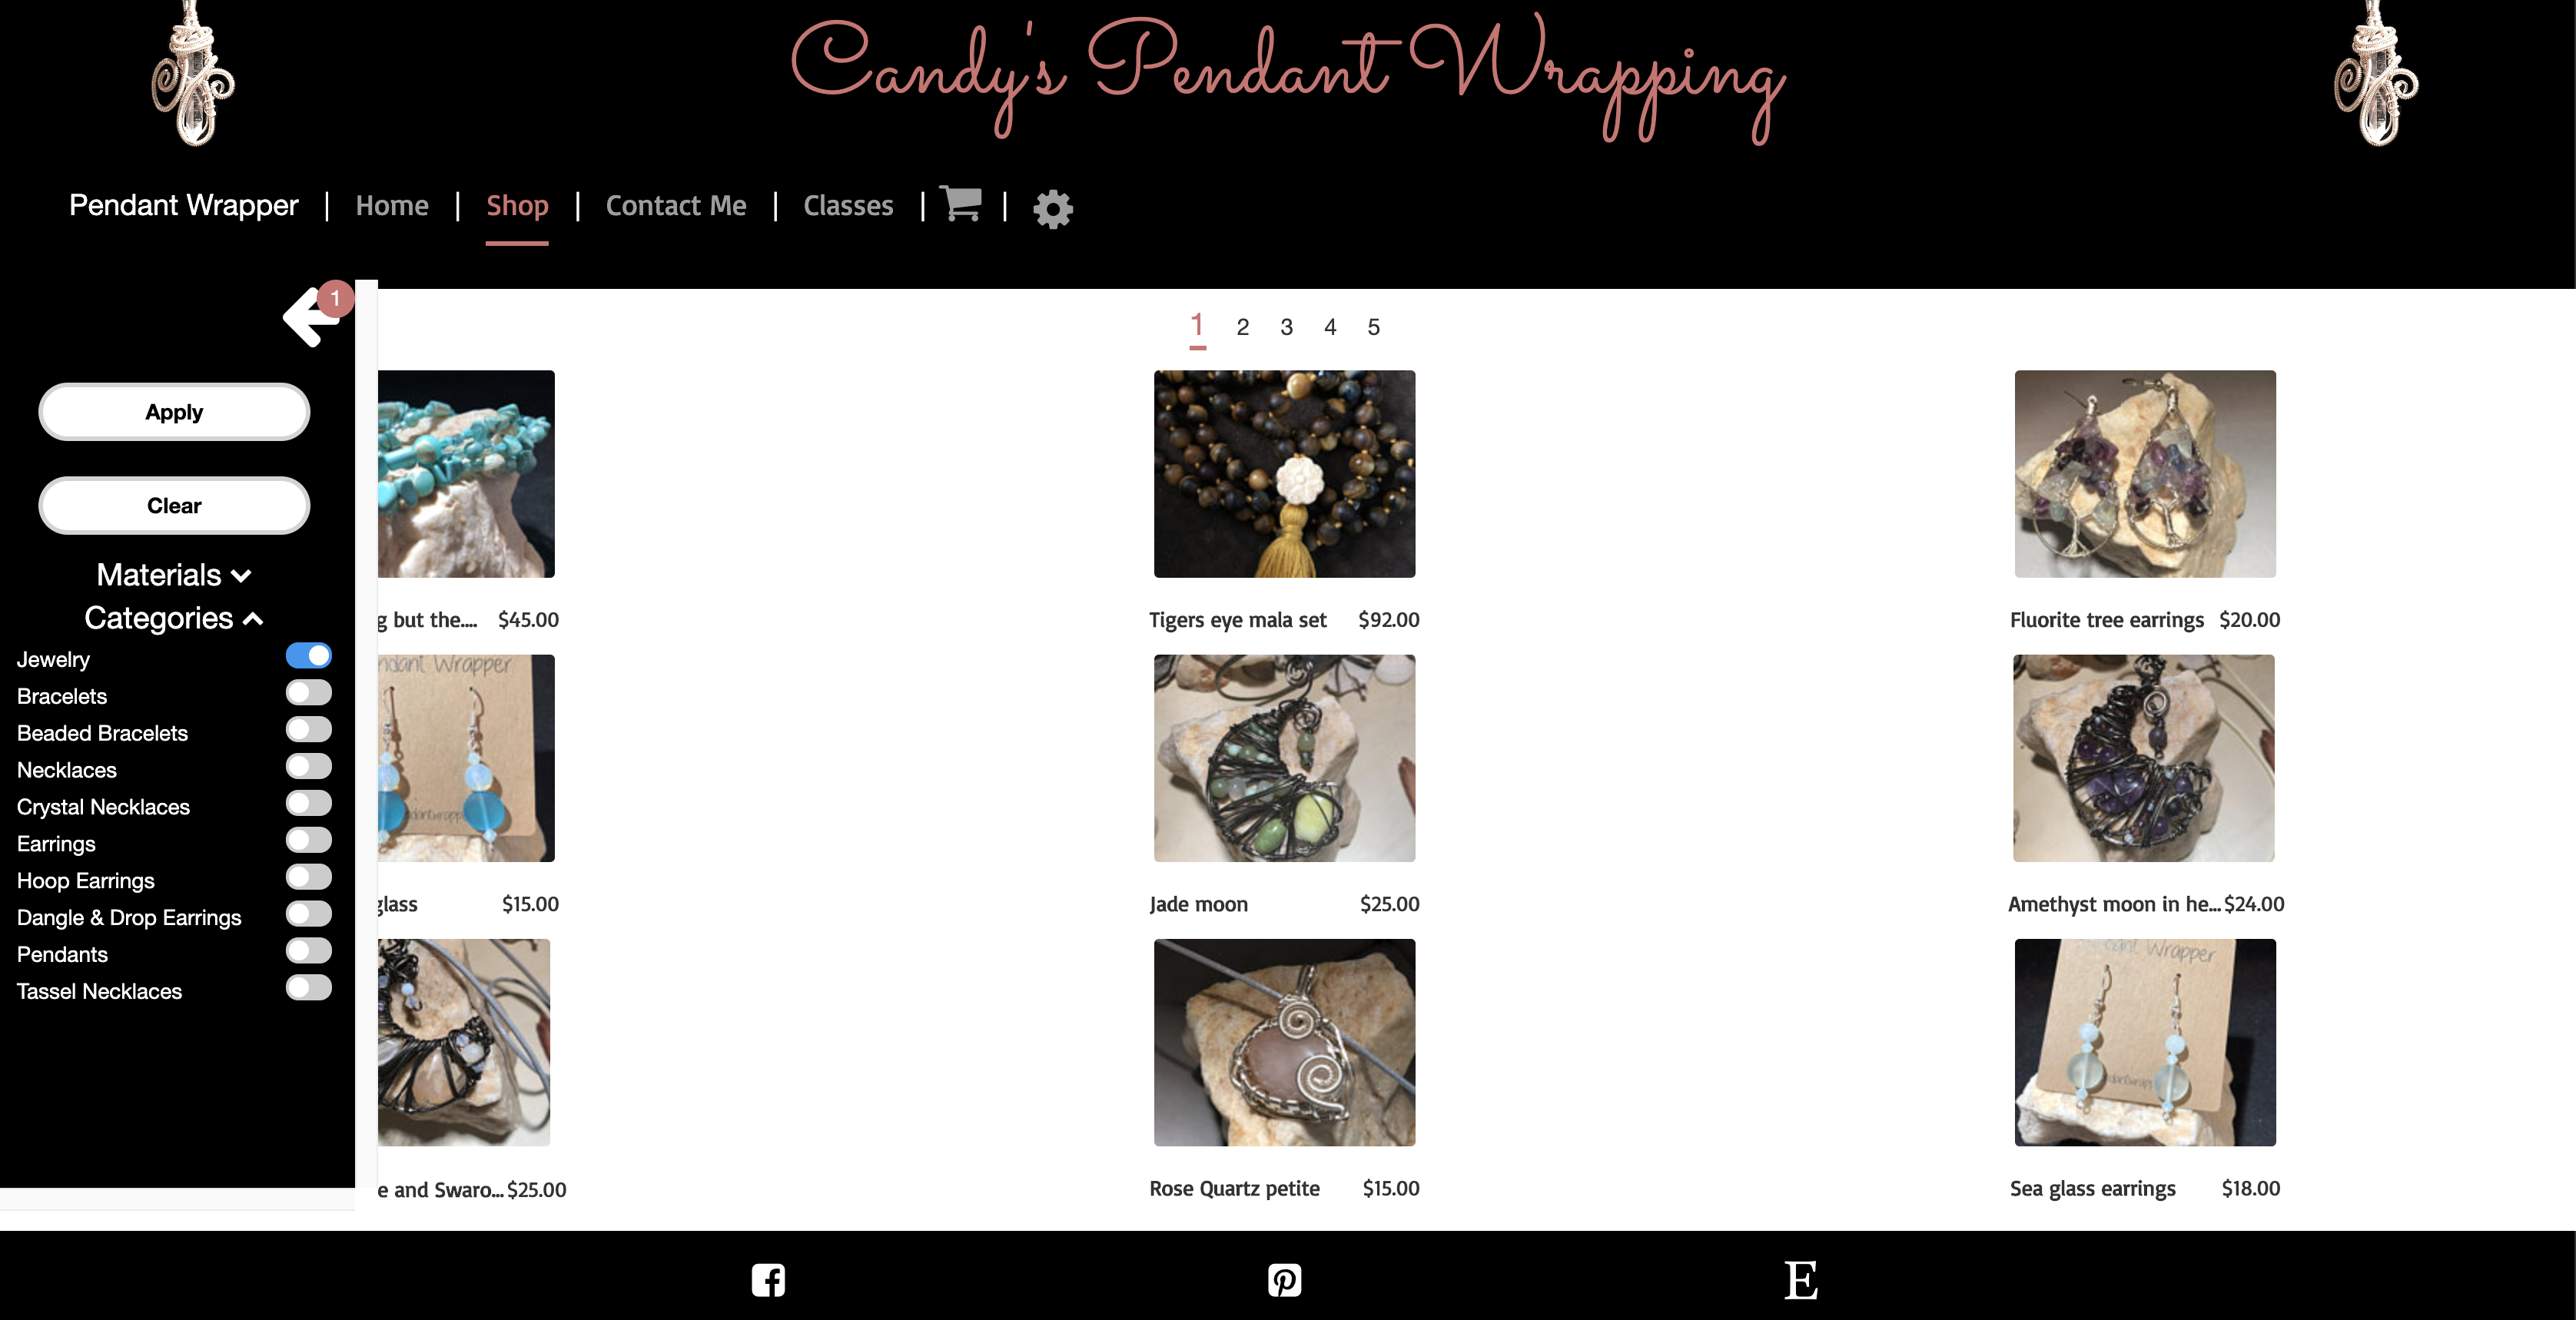 Candy's Pendant Wrapping
Pendant Wrapper | Home | Shop | Contact Me | Classes | |
1
1 2 3 4 5
Apply
Clear
Materials
Categories
Jewelry
Bracelets
Beaded Bracelets
Necklaces
Crystal Necklaces
Earrings
Hoop Earrings
Dangle & Drop Earrings
Pendants
Tassel Necklaces
g but the.... $45.00
Tigers eye mala set $92.00
Fluorite tree earrings $20.00
ndant Wrapper
glass $15.00
Jade moon $25.00
Amethyst moon in he... $24.00
Wrapper
e and Swaro... $25.00
Rose Quartz petite $15.00
Sea glass earrings $18.00
E